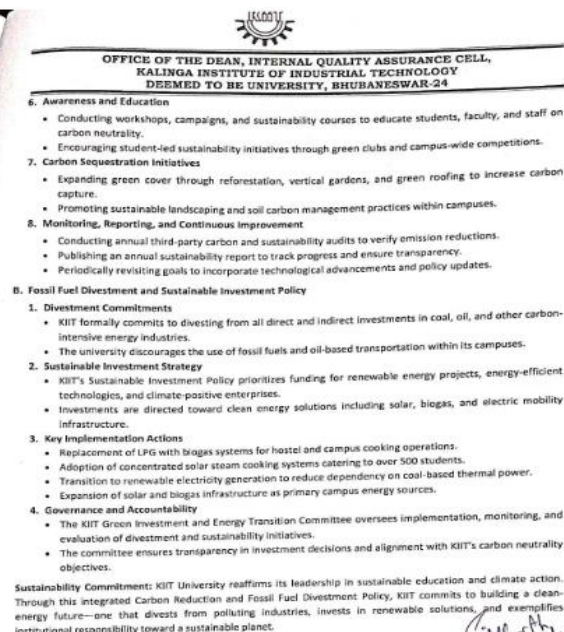 OFFICE OF THE DEAN, INTERNAL QUALITY ASSURANCE CELL,
KALINGA INSTITUTE OF INDUSTRIAL TECHNOLOGY
DEEMED TO BE UNIVERSITY, BHUBANESWAR-24
6. Awareness and Education
• Conducting workshops, campaigns, and sustainability courses to educate students, faculty, and staff on
carbon neutrality.
• Encouraging student-led sustainability initiatives through green clubs and campus-wide competitions.
7. Carbon Sequestration Initiatives
• Expanding green cover through reforestation, vertical gardens, and green roofing to increase carbon
capture.
• Promoting sustainable landscaping and soil carbon management practices within campuses.
8. Monitoring, Reporting, and Continuous Improvement
• Conducting annual third-party carbon and sustainability audits to verify emission reductions.
• Publishing an annual sustainability report to track progress and ensure transparency.
• Periodically revisiting goals to incorporate technological advancements and policy updates.
B. Fossil Fuel Divestment and Sustainable Investment Policy
1. Divestment Commitments
• KIIT formally commits to divesting from all direct and indirect investments in coal, oil, and other carbon-
intensive energy industries.
• The university discourages the use of fossil fuels and oil-based transportation within its campuses.
2. Sustainable Investment Strategy
• KIIT's Sustainable Investment Policy prioritizes funding for renewable energy projects, energy-efficient
technologies, and climate-positive enterprises.
• Investments are directed toward clean energy solutions including solar, biogas, and electric mobility
infrastructure.
3. Key Implementation Actions
• Replacement of LPG with biogas systems for hostel and campus cooking operations.
• Adoption of concentrated solar steam cooking systems catering to over 500 students.
• Transition to renewable electricity generation to reduce dependency on coal-based thermal power.
• Expansion of solar and biogas infrastructure as primary campus energy sources.
4. Governance and Accountability
• The KIIT Green Investment and Energy Transition Committee oversees implementation, monitoring, and
evaluation of divestment and sustainability initiatives.
• The committee ensures transparency in investment decisions and alignment with KIIT's carbon neutrality
objectives.
Sustainability Commitment: KIIT University reaffirms its leadership in sustainable education and climate action.
Through this integrated Carbon Reduction and Fossil Fuel Divestment Policy, KIIT commits to building a clean-
energy future—one that divests from polluting industries, invests in renewable solutions, and exemplifies
institutional responsibility toward a sustainable planet.